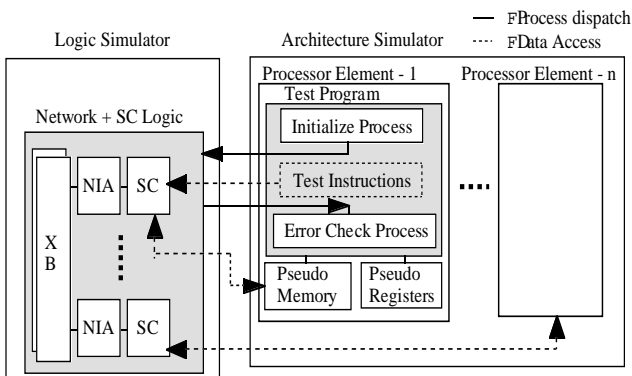 FProcess dispatch
FData Access
Logic Simulator
Architecture Simulator
Processor Element - 1
Processor Element - n
Test Program
Network + SC Logic
Initialize Process
NIA
SC
Test Instructions
X
B
Error Check Process
Pseudo
Memory
Pseudo
Registers
NIA
SC